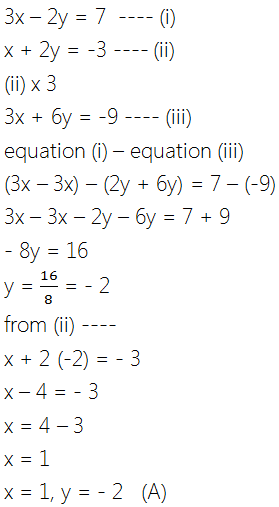 3x – 2y = 7 ---- (i)
x + 2y = -3 ---- (ii)
(ii) x 3
3x + 6y = -9 ---- (iii)
equation (i) – equation (iii)
(3x – 3x) – (2y + 6y) = 7 – (-9)
3x – 3x – 2y – 6y = 7 + 9
- 8y = 16
y = 16/8 = - 2
from (ii) ----
x + 2 (-2) = - 3
x – 4 = - 3
x = 4 – 3
x = 1
x = 1, y = - 2 (A)